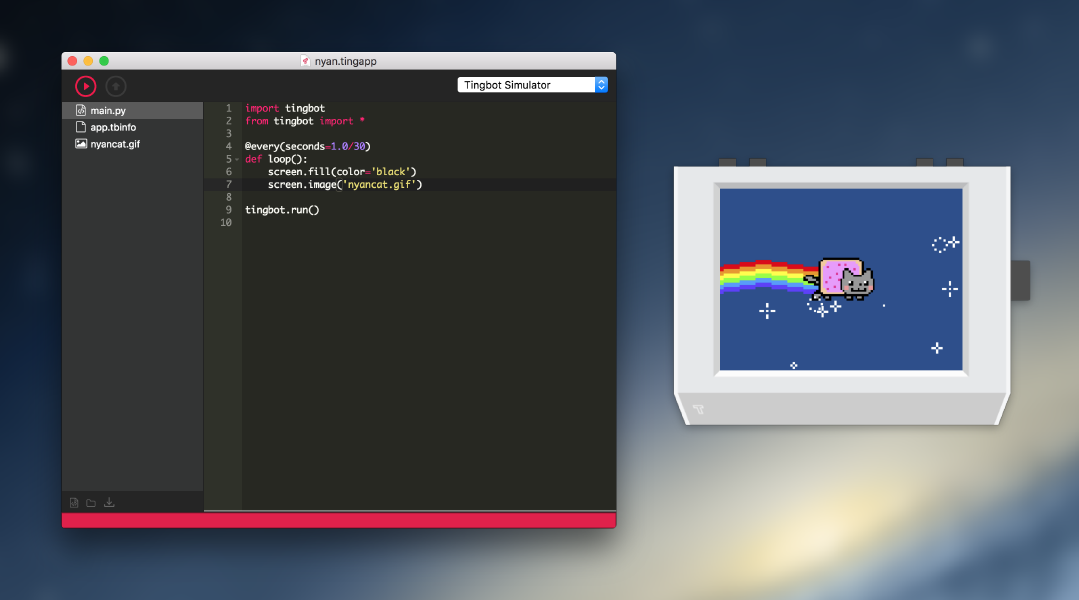 nyan.tingapp
Tingbot Simulator
main.py
app.tbinfo
nyancat.gif
1 import tingbot
2 from tingbot import *
3
4 @every(seconds=1.0/30)
5 def loop():
6 screen.fill(color='black')
7 screen.image('nyancat.gif')
8
9 tingbot.run()
10